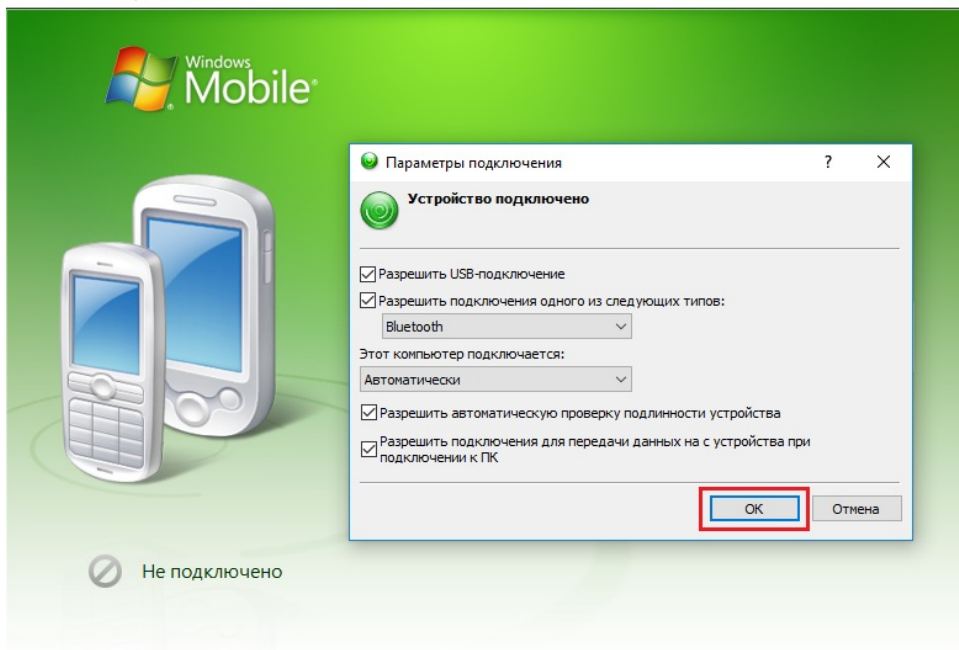 Windows
Mobile®
Параметры подключения
Устройство подключено
Разрешить USB-подключение
Разрешить подключения одного из следующих типов:
Bluetooth
Этот компьютер подключается:
Автоматически
Разрешить автоматическую проверку подлинности устройства
Разрешить подключения для передачи данных на с устройства при
подключении к ПК
OK Отмена
Не подключено